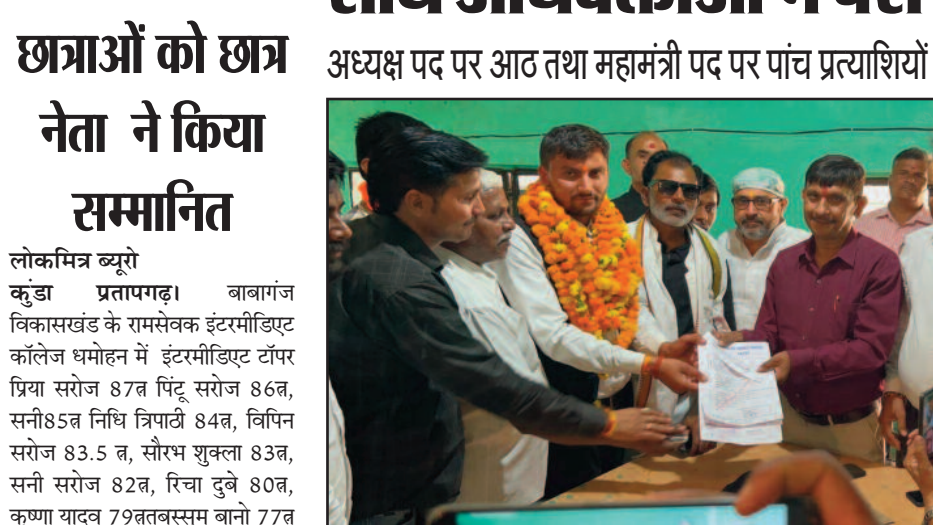 छात्राओं को छात्र
नेता ने किया
सम्मानित
लोकमित्र ब्यूरो
कुंडा प्रतापगढ़। बाबागंज
विकासखंड के रामसेवक इंटरमीडिएट
कॉलेज धमोहन में इंटरमीडिएट टॉपर
प्रिया सरोज 87त्न पिंटू सरोज 86त्न,
सनी85त्न निधि त्रिपाठी 84त्न, विपिन
सरोज 83.5 त्न, सौरभ शुक्ला 83त्न,
सनी सरोज 82त्न, रिचा दुबे 80त्न,
कृष्णा यादव 79त्नतबस्सुम बानो 77त्न
अध्यक्ष पद पर आठ तथा महामंत्री पद पर पांच प्रत्याशियों